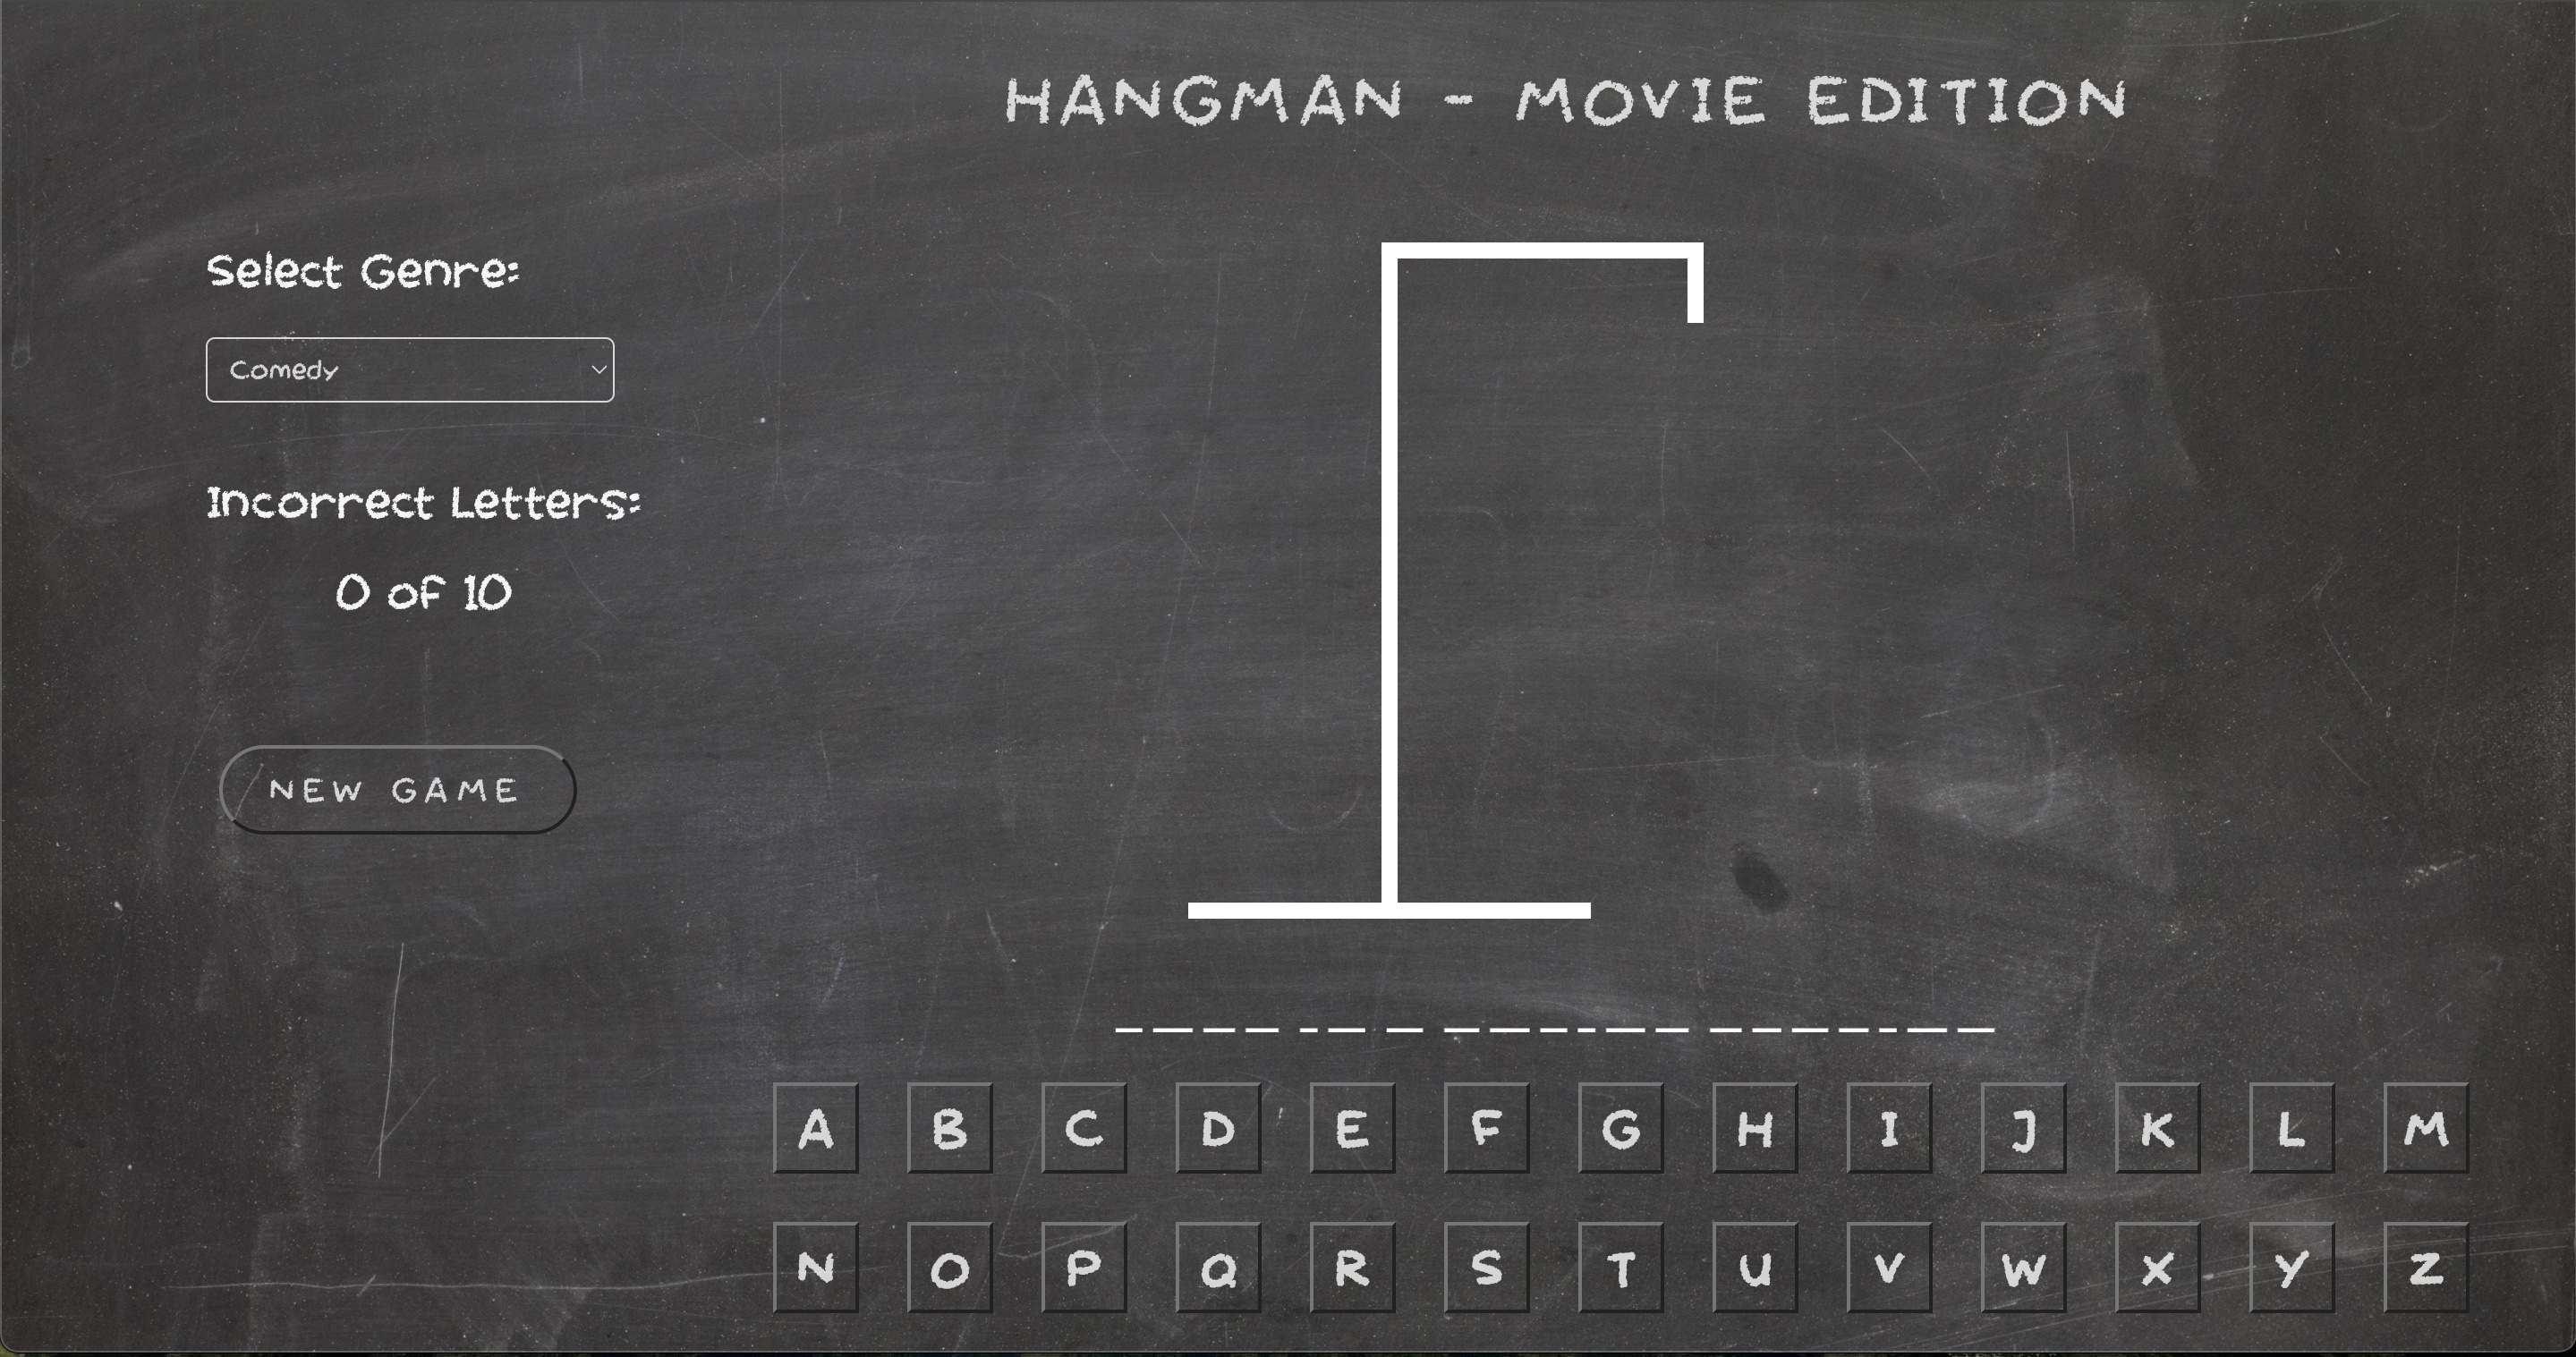 HANGMAN - MOVIE EDITION
Select Genre:
Comedy
Incorrect Letters:
0 of 10
NEW GAME
A B C D E F G H I J K L M
N O P Q R S T U V W X Y Z